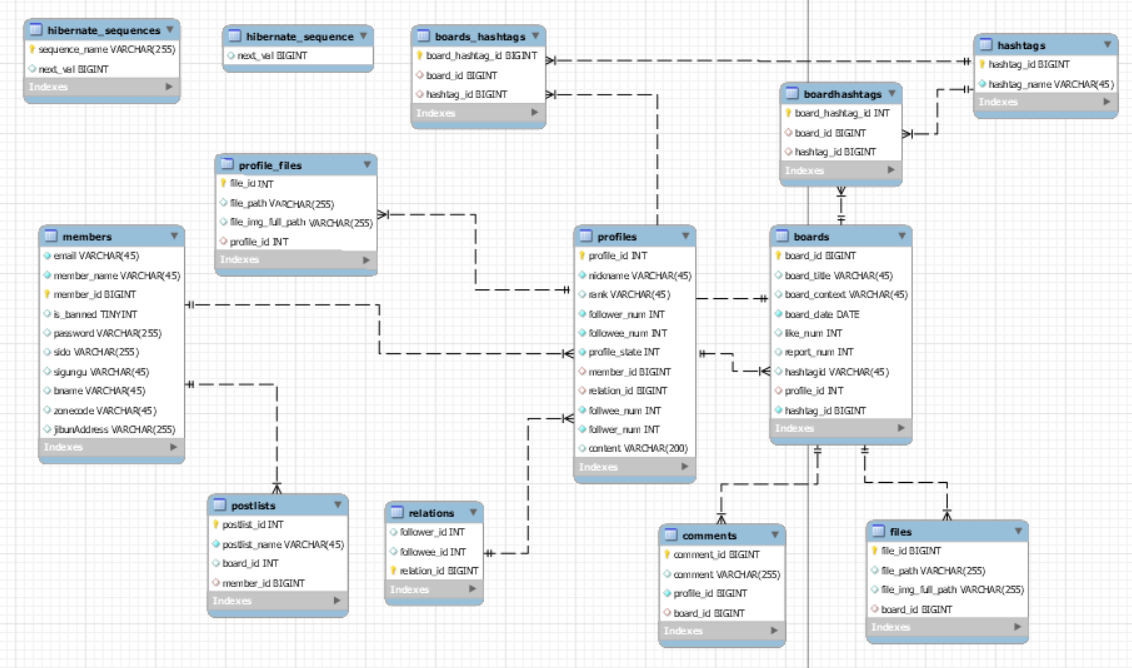 hibernate_sequences
sequence_name VARCHAR(255)
next_val BIGINT
Indexes
hibernate_sequence
next_val BIGINT
boards_hashtags
board_hashtag_id BIGINT
board_id BIGINT
hashtag_id BIGINT
Indexes
hashtags
hashtag_id BIGINT
hashtag_name VARCHAR(45)
Indexes
boardhashtags
board_hashtag_id INT
board_id BIGINT
hashtag_id BIGINT
Indexes
profile_files
file_id INT
file_path VARCHAR(255)
file_img_full_path VARCHAR(255)
profile_id INT
Indexes
members
email VARCHAR(45)
member_name VARCHAR(45)
member_id BIGINT
is_banned TINYINT
password VARCHAR(255)
sido VARCHAR(255)
sigungu VARCHAR(45)
bname VARCHAR(45)
zonecode VARCHAR(45)
jibunAddress VARCHAR(255)
Indexes
profiles
profile_id INT
nickname VARCHAR(45)
rank VARCHAR(45)
follower_num INT
followee_num INT
profile_state INT
member_id BIGINT
relation_id BIGINT
follwee_num INT
follwer_num INT
content VARCHAR(200)
Indexes
boards
board_id BIGINT
board_title VARCHAR(45)
board_context VARCHAR(45)
board_date DATE
like_num INT
report_num INT
hashtagid VARCHAR(45)
profile_id INT
hashtag_id BIGINT
Indexes
postlists
postlist_id INT
postlist_name VARCHAR(45)
board_id INT
member_id BIGINT
Indexes
relations
follower_id INT
followee_id INT
relation_id BIGINT
Indexes
comments
comment_id BIGINT
comment VARCHAR(255)
profile_id BIGINT
board_id BIGINT
Indexes
files
file_id BIGINT
file_path VARCHAR(255)
file_img_full_path VARCHAR(255)
board_id BIGINT
Indexes